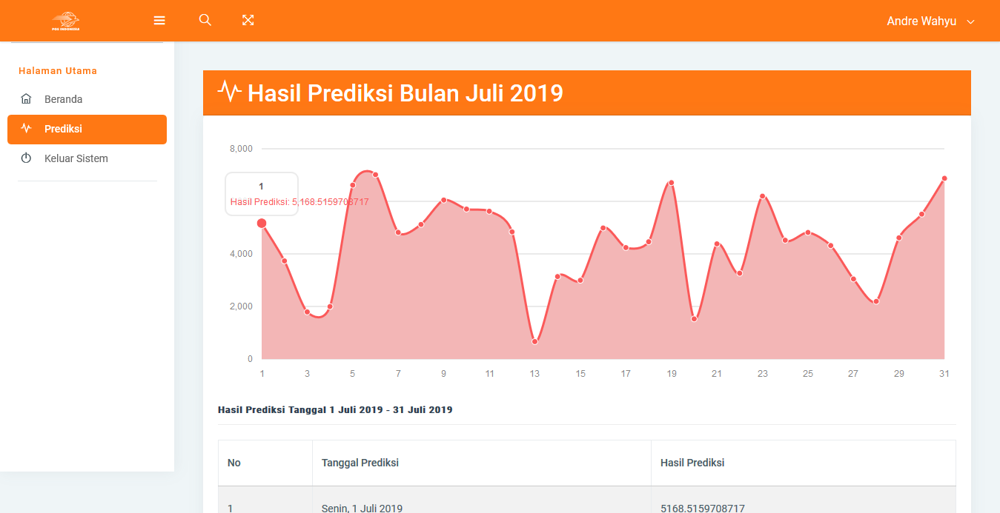 POS INDONESIA
Andre Wahyu
Halaman Utama
Beranda
Prediksi
Keluar Sistem
Hasil Prediksi Bulan Juli 2019
8,000
4,000
2,000
0
1
Hasil Prediksi: 5,168.5159708717
1 3 5 7 9 11 13 15 17 19 21 23 25 27 29 31
Hasil Prediksi Tanggal 1 Juli 2019 - 31 Juli 2019
No Tanggal Prediksi Hasil Prediksi
1 Senin, 1 Juli 2019 5168.5159708717